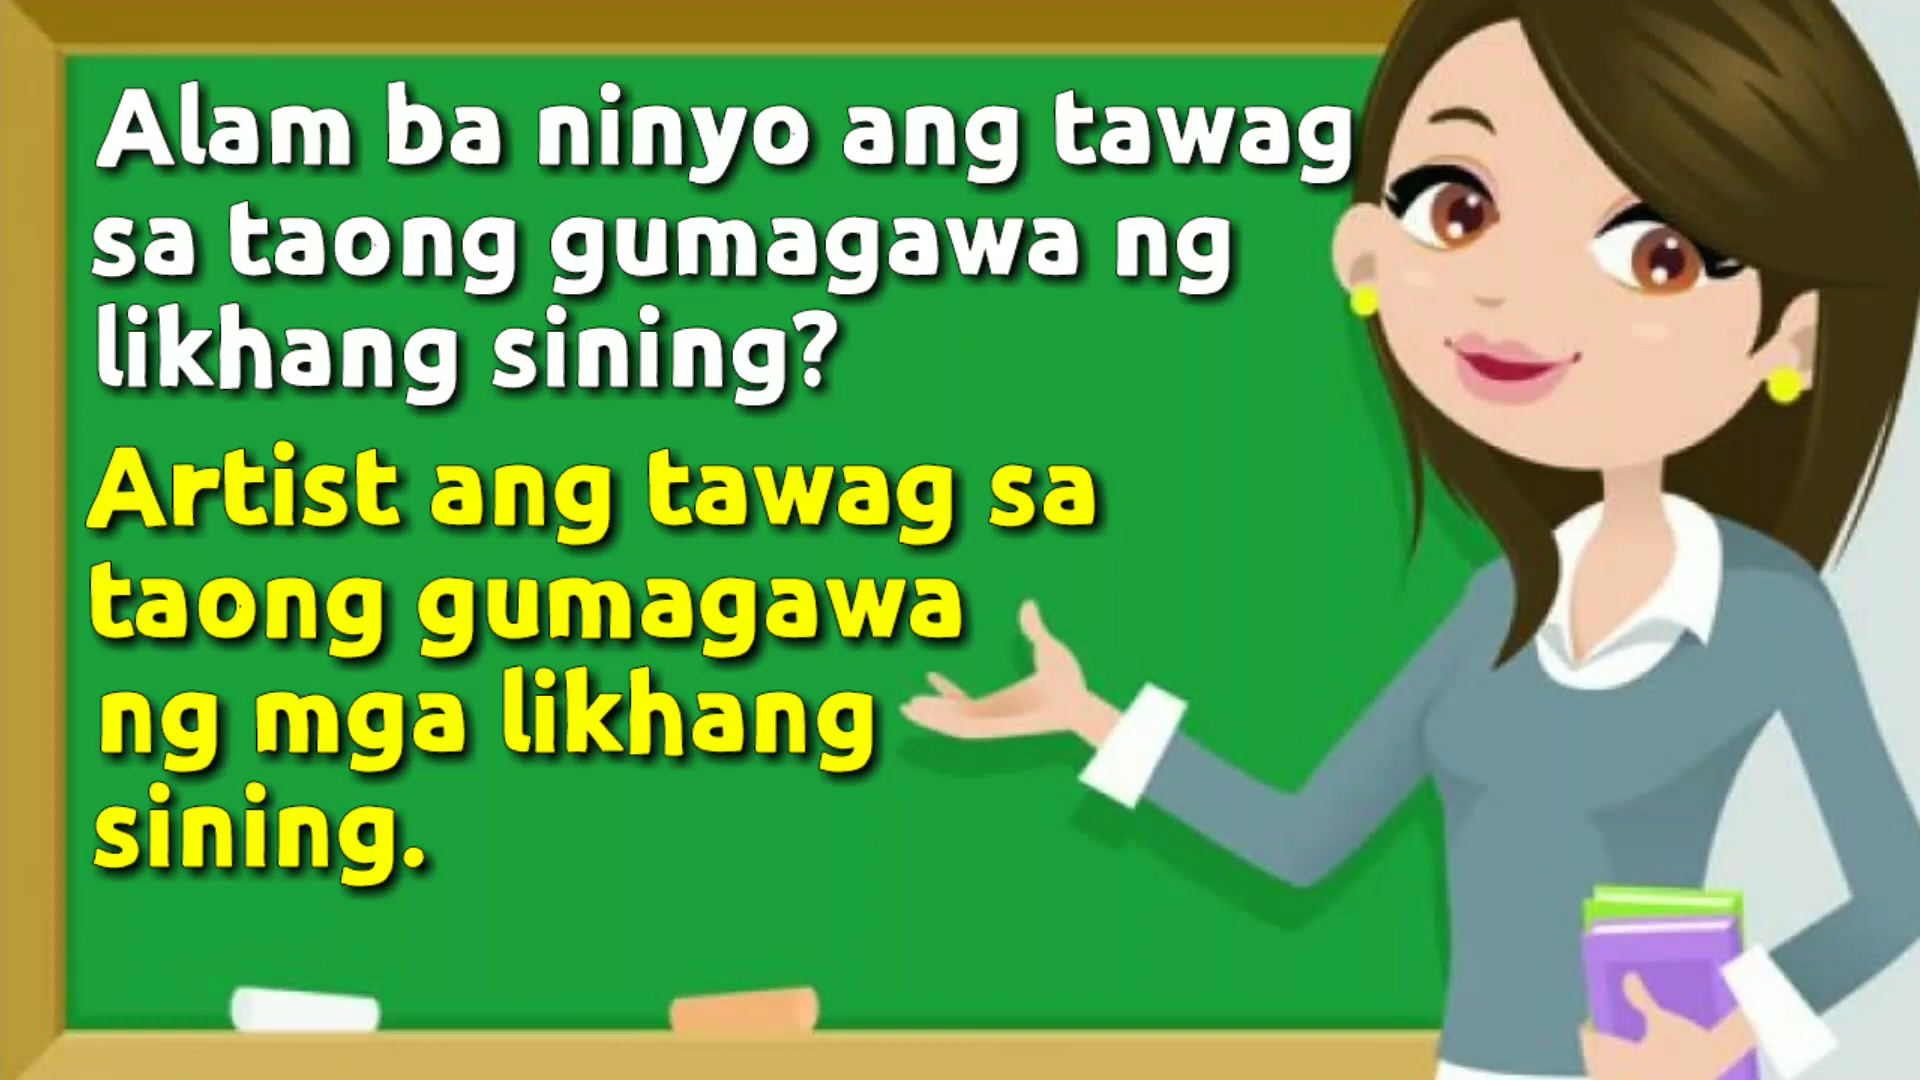 Alam ba ninyo ang tawag
sa taong gumagawa ng
likhang sining?
Artist ang tawag sa
taong gumagawa
ng mga likhang
sining.